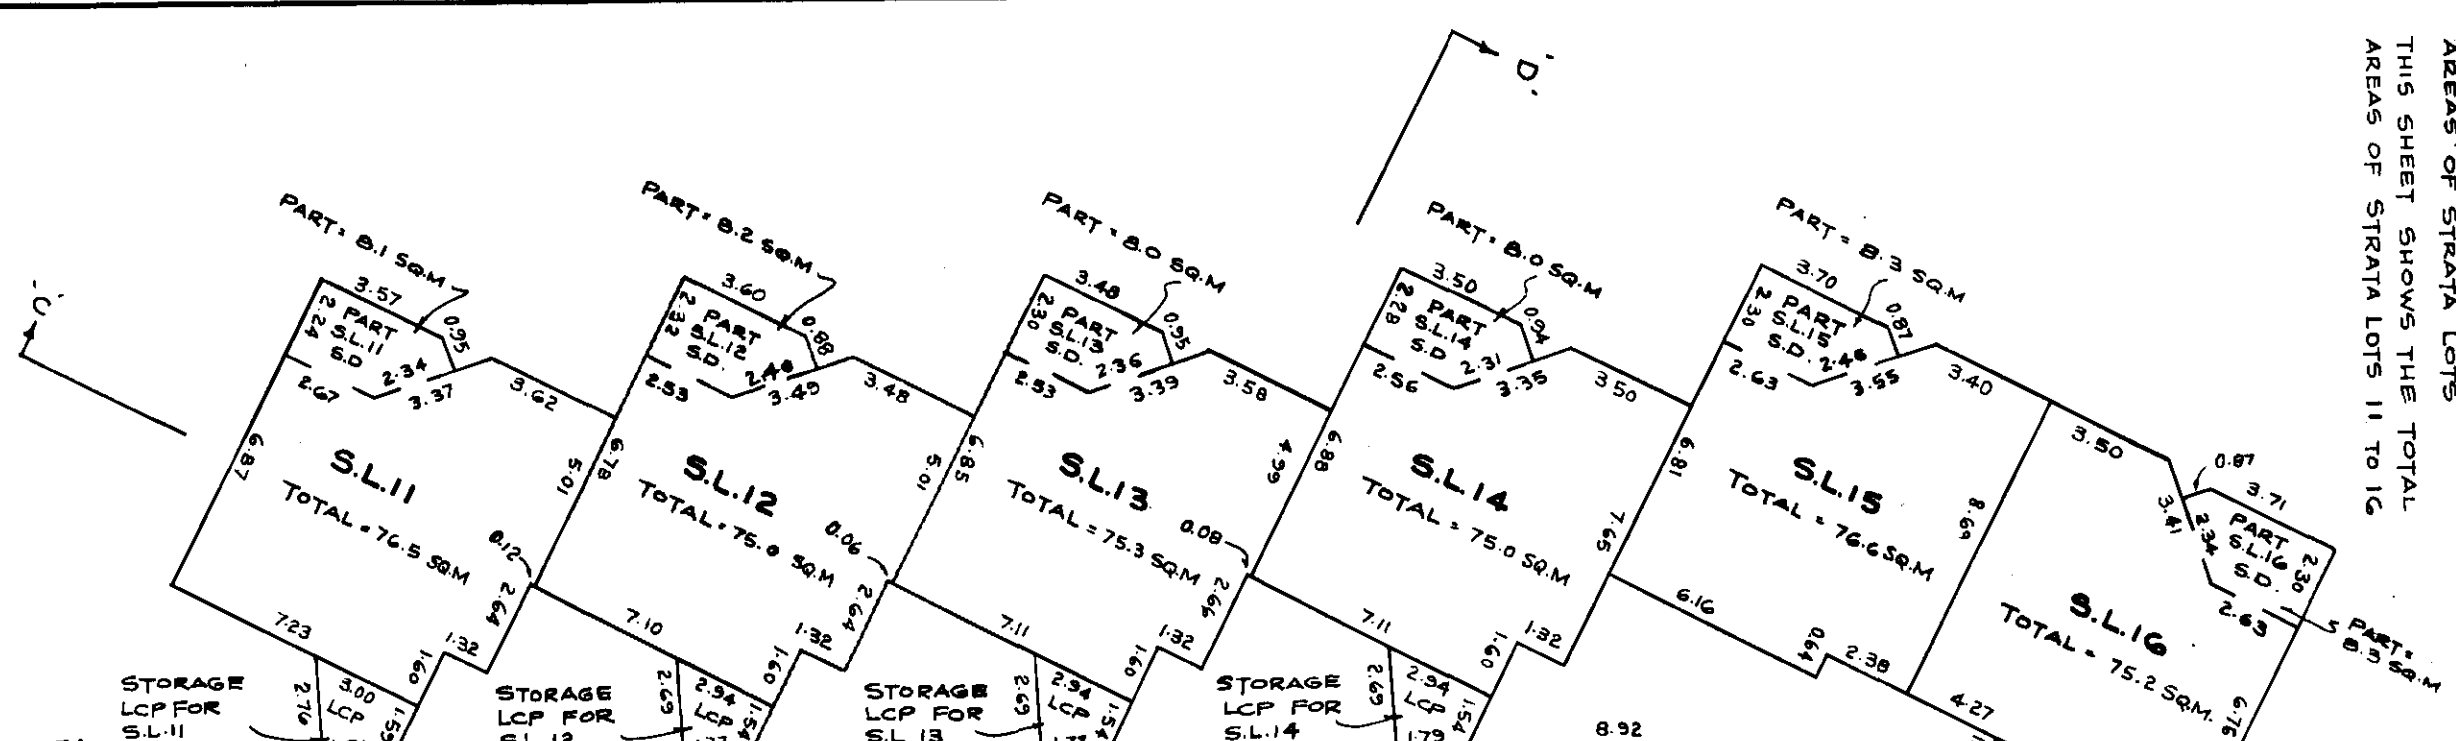 AREAS OF STRATA LOTS
THIS SHEET SHOWS THE TOTAL
AREAS OF STRATA LOTS 11 TO 16
'C'
'D'
PART = 8.1 SQ.M
3.57
0.95
2.24
PART
S.L.11
S.D
2.34
2.67
3.37
3.62
6.87
S.L.11
TOTAL = 76.5 SQ.M
5.01
0.12
2.64
7.23
1.32
1.60
STORAGE
LCP FOR
S.L.11
2.76
3.00
LCP
1.59
PART = 8.2 SQ.M
3.60
0.88
2.32
PART
S.L.12
S.D.
2.53
3.49
3.48
6.78
S.L.12
TOTAL = 75.0 SQ.M
5.01
0.06
2.64
7.10
1.32
1.60
STORAGE
LCP FOR
S.L.12
2.69
2.94
LCP
1.54
PART = 8.0 SQ.M
3.48
0.95
2.30
PART
S.L.13
S.D.
2.36
2.53
3.39
3.58
6.85
S.L.13
TOTAL = 75.3 SQ.M
4.99
0.08
2.66
7.11
1.32
1.60
STORAGE
LCP FOR
S.L.13
2.69
2.94
LCP
1.54
PART = 8.0 SQ.M
3.50
0.94
2.28
PART
S.L.14
S.D
2.31
2.56
3.35
3.50
6.88
S.L.14
TOTAL = 75.0 SQ.M
7.65
7.11
1.32
1.60
STORAGE
LCP FOR
S.L.14
2.69
2.94
LCP
1.54
1.79
PART = 8.3 SQ.M
3.70
0.87
2.30
PART
S.L.15
S.D.
2.46
2.63
3.55
3.40
6.81
S.L.15
TOTAL = 76.6 SQ.M
8.69
6.16
0.64
2.38
8.92
3.50
0.87
3.71
3.41
2.34
PART
S.L.16
S.D.
2.30
2.63
PART =
8.3 SQ.M
S.L.16
TOTAL = 75.2 SQ.M.
6.76
4.27